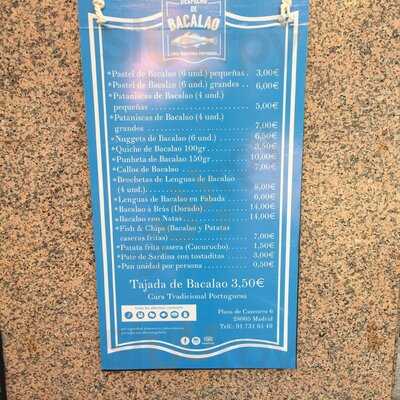 DESPACHO
DE
BACALAO
*Pastel de Bacalao (6 und.) pequeñas . 3,00€
*Pastel de Bacalao (6 und.) grandes . . 6,00€
*Pataniscas de Bacalao (4 und.)
pequeñas . . . . . . . . . . . . . . . 5,00€
*Pataniscas de Bacalao (4 und.)
grandes . . . . . . . . . . . . . . . 7,00€
*Nuggets de Bacalao (6 und.) . . . . . . 6,50€
*Quiche de Bacalao 100gr . . . . . . . . 3,50€
*Punheta de Bacalao 150gr . . . . . . . 10,00€
*Callos de Bacalao . . . . . . . . . . 7,00€
*Brochetas de Lenguas de Bacalao
(4 und.) . . . . . . . . . . . . . . . 8,00€
*Lenguas de Bacalao en Fabada . . . . . 6,00€
*Bacalao à Brás (Dorado) . . . . . . . 14,00€
*Bacalao con Natas . . . . . . . . . . 14,00€
*Fish & Chips (Bacalao y Patatas
caseras fritas) . . . . . . . . . . . . 7,00€
*Patata frita casera (Cucurucho) . . . . 1,50€
*Pate de Sardina con tostaditas . . . . 3,00€
*Pan unidad por persona . . . . . . . . 0,50€
Tajada de Bacalao 3,50€
Cura Tradicional Portuguesa
Plaza de Cascorro 6
28005 Madrid